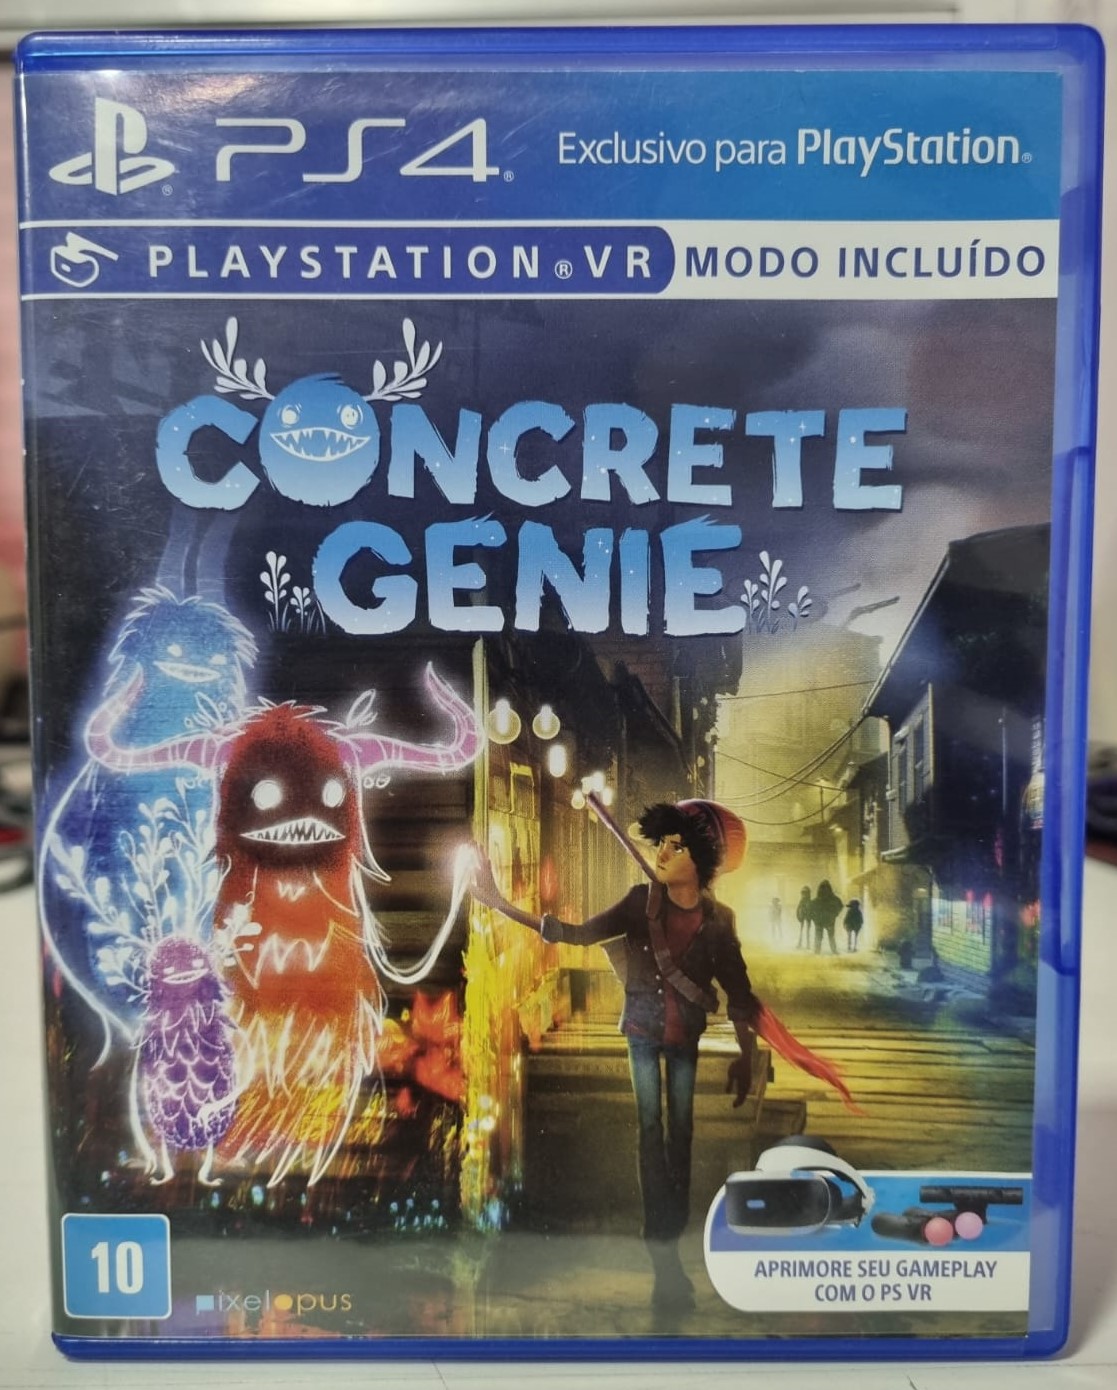 PS4® Exclusivo para PlayStation®
PLAYSTATION®VR MODO INCLUÍDO
CONCRETE
GENIE
APRIMORE SEU GAMEPLAY
COM O PS VR
10
pixelopus